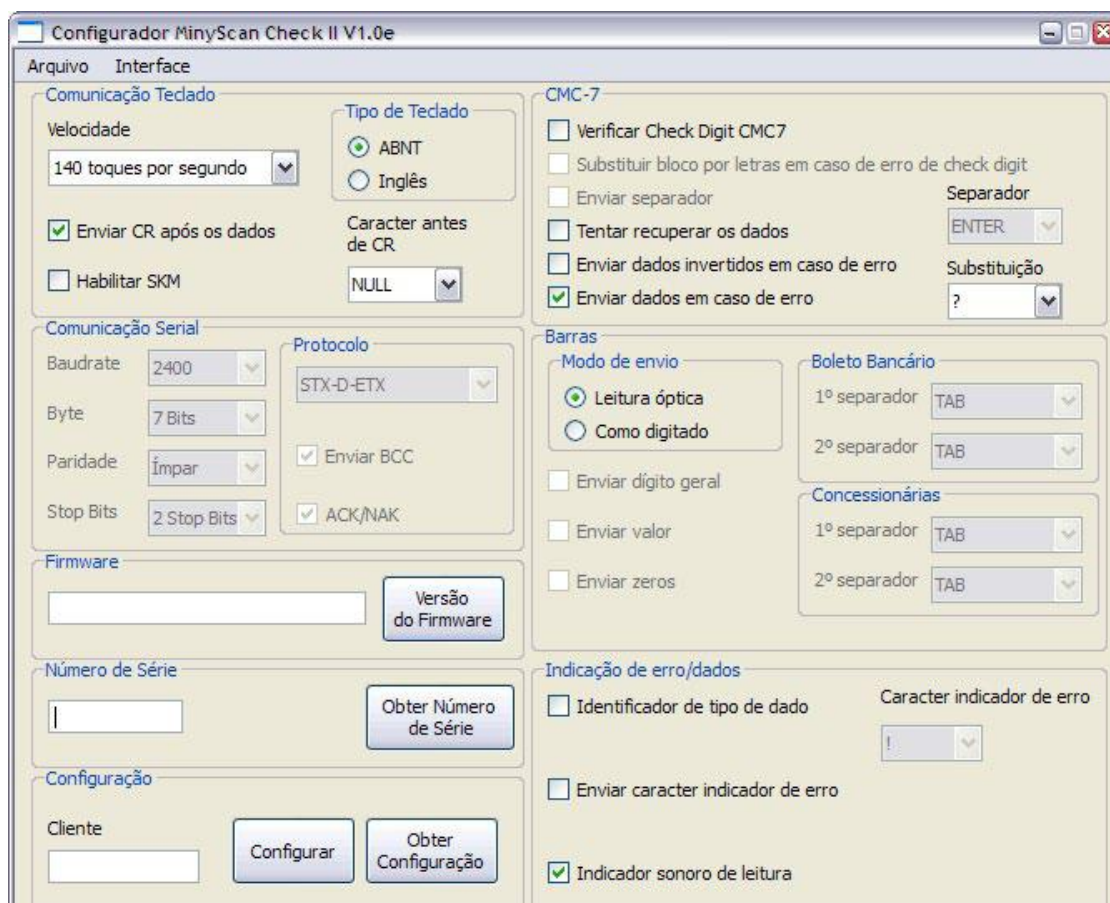 Configurador MinyScan Check II V1.0e
Arquivo Interface
Comunicação Teclado
Velocidade
140 toques por segundo
Tipo de Teclado
ABNT
Inglês
Enviar CR após os dados
Caracter antes
de CR
Habilitar SKM
NULL
Comunicação Serial
Baudrate
2400
Byte
7 Bits
Paridade
Ímpar
Stop Bits
2 Stop Bits
Protocolo
STX-D-ETX
Enviar BCC
ACK/NAK
Firmware
Versão
do Firmware
Número de Série
Obter Número
de Série
Configuração
Cliente
Configurar
Obter
Configuração
CMC-7
Verificar Check Digit CMC7
Substituir bloco por letras em caso de erro de check digit
Enviar separador
Separador
ENTER
Tentar recuperar os dados
Enviar dados invertidos em caso de erro
Substituição
?
Enviar dados em caso de erro
Barras
Modo de envio
Leitura óptica
Como digitado
Enviar dígito geral
Enviar valor
Enviar zeros
Boleto Bancário
1º separador TAB
2º separador TAB
Concessionárias
1º separador TAB
2º separador TAB
Indicação de erro/dados
Identificador de tipo de dado
Caracter indicador de erro
!
Enviar caracter indicador de erro
Indicador sonoro de leitura